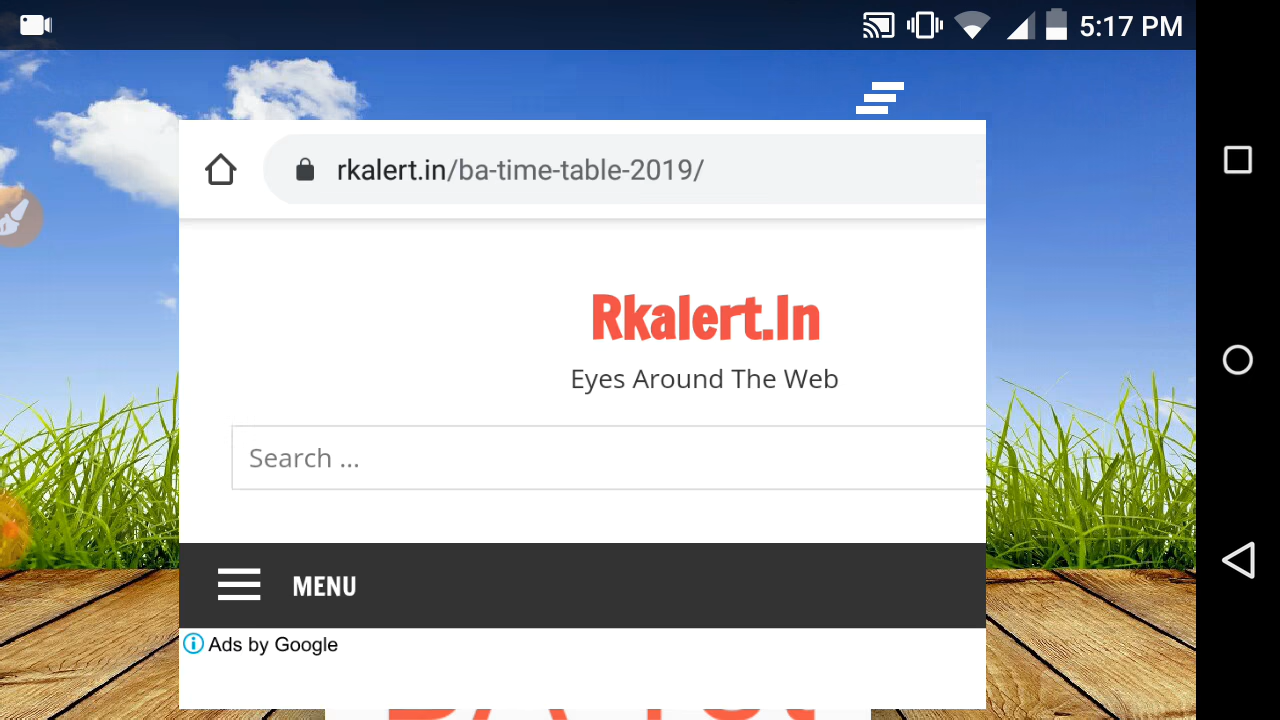 5:17 PM
rkalert.in/ba-time-table-2019/
Rkalert.In
Eyes Around The Web
Search ...
MENU
Ads by Google